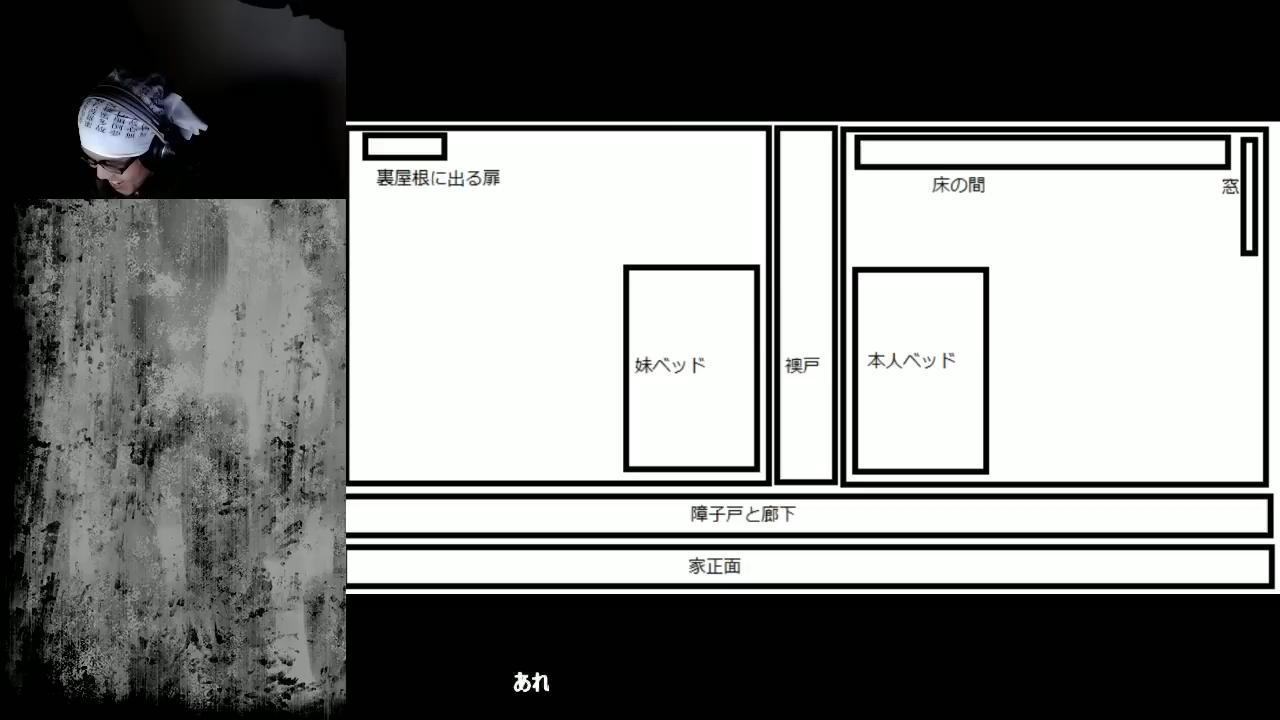 裏屋根に出る扉
床の間
窓
妹ベッド
襖戸
本人ベッド
障子戸と廊下
家正面
あれ